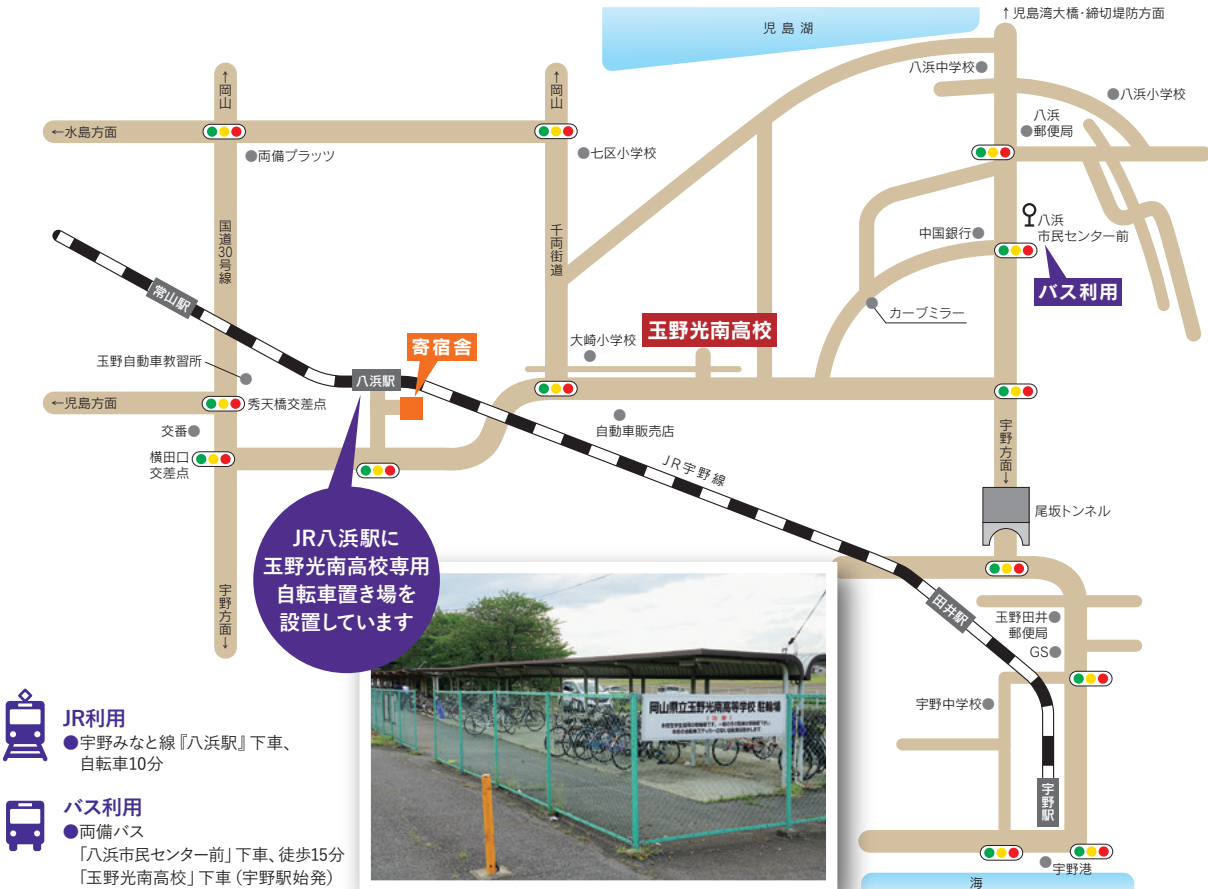 児島湖
↑児島湾大橋・締切堤防方面
八浜中学校
八浜小学校
↑岡山
↑岡山
八浜
郵便局
←水島方面
両備プラッツ
七区小学校
国道30号線
千両街道
中国銀行
八浜
市民センター前
バス利用
常山駅
カーブミラー
玉野光南高校
大崎小学校
寄宿舎
玉野自動車教習所
八浜駅
←児島方面
秀天橋交差点
交番
自動車販売店
横田口
交差点
宇野方面↓
JR宇野線
尾坂トンネル
JR八浜駅に
玉野光南高校専用
自転車置き場を
設置しています
宇野方面↓
田井駅
玉野田井
郵便局
GS
宇野中学校
岡山県立玉野光南高等学校 駐輪場
宇野駅
宇野港
海
JR利用
●宇野みなと線『八浜駅』下車、
自転車10分
バス利用
●両備バス
「八浜市民センター前」下車、徒歩15分
「玉野光南高校」下車(宇野駅始発)